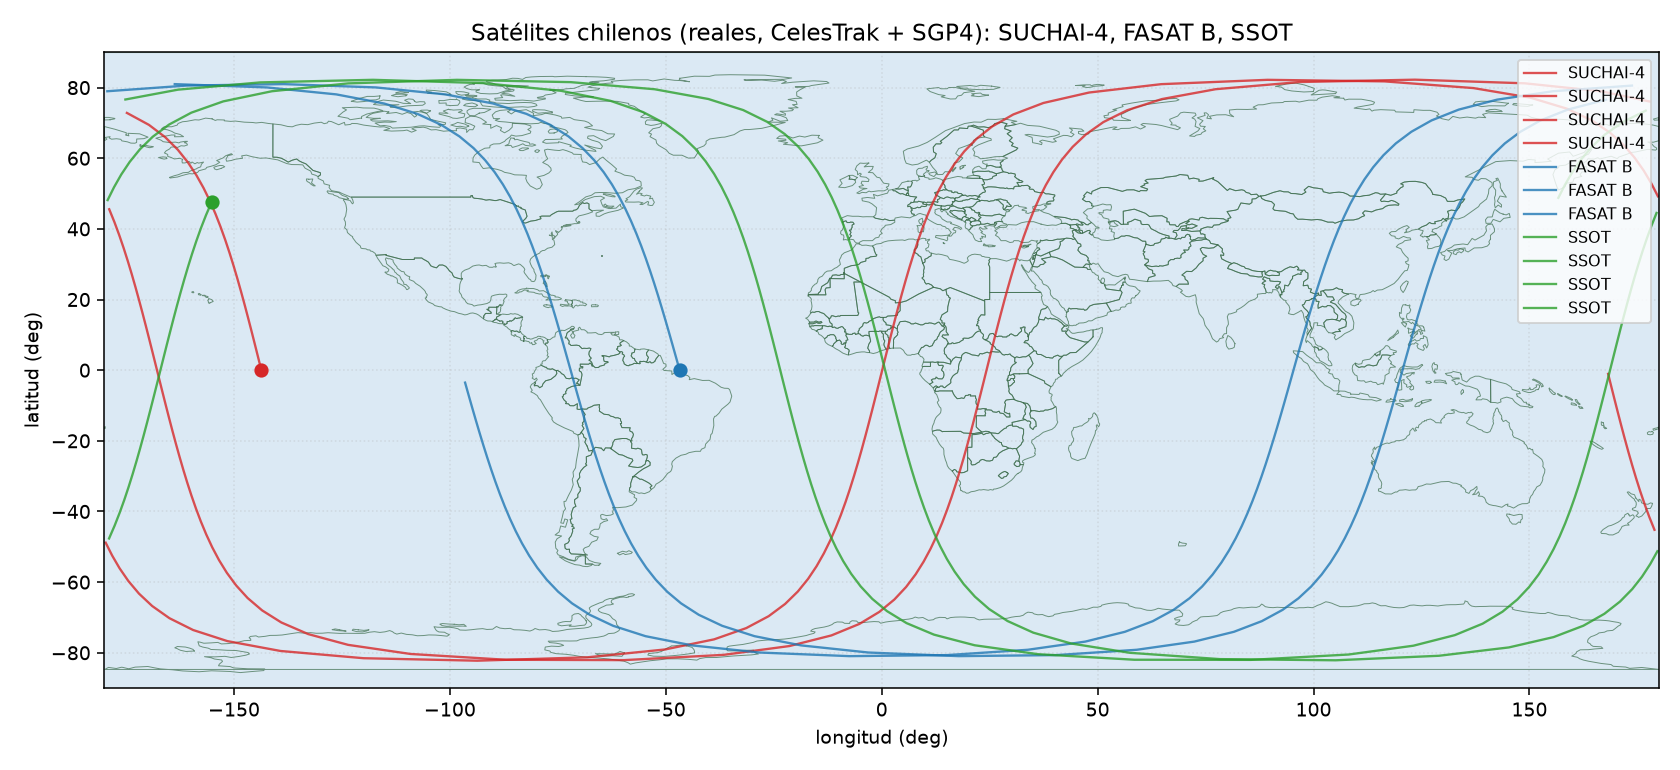 Satélites chilenos (reales, CelesTrak + SGP4): SUCHAI-4, FASAT B, SSOT
SUCHAI-4
SUCHAI-4
SUCHAI-4
SUCHAI-4
FASAT B
FASAT B
FASAT B
SSOT
SSOT
SSOT
SSOT
latitud (deg)
80
60
40
20
0
−20
−40
−60
−80
−150
−100
−50
0
50
100
150
longitud (deg)